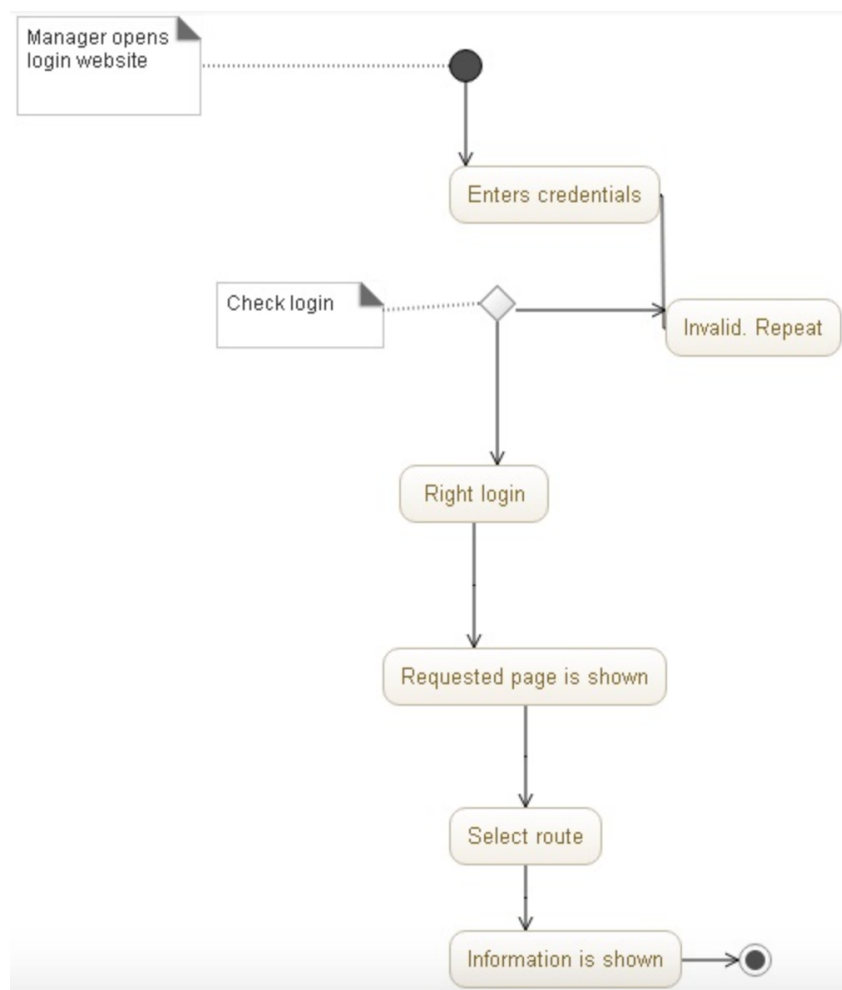 Manager opens
login website
Enters credentials
Check login
Invalid. Repeat
Right login
Requested page is shown
Select route
Information is shown